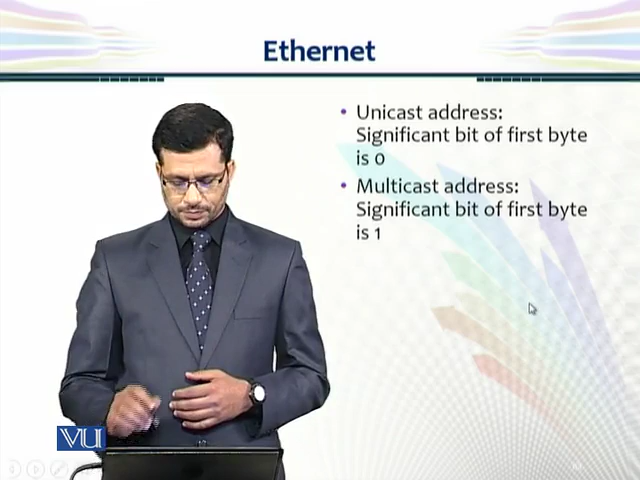 Ethernet
• Unicast address:
Significant bit of first byte
is 0
• Multicast address:
Significant bit of first byte
is 1
VU